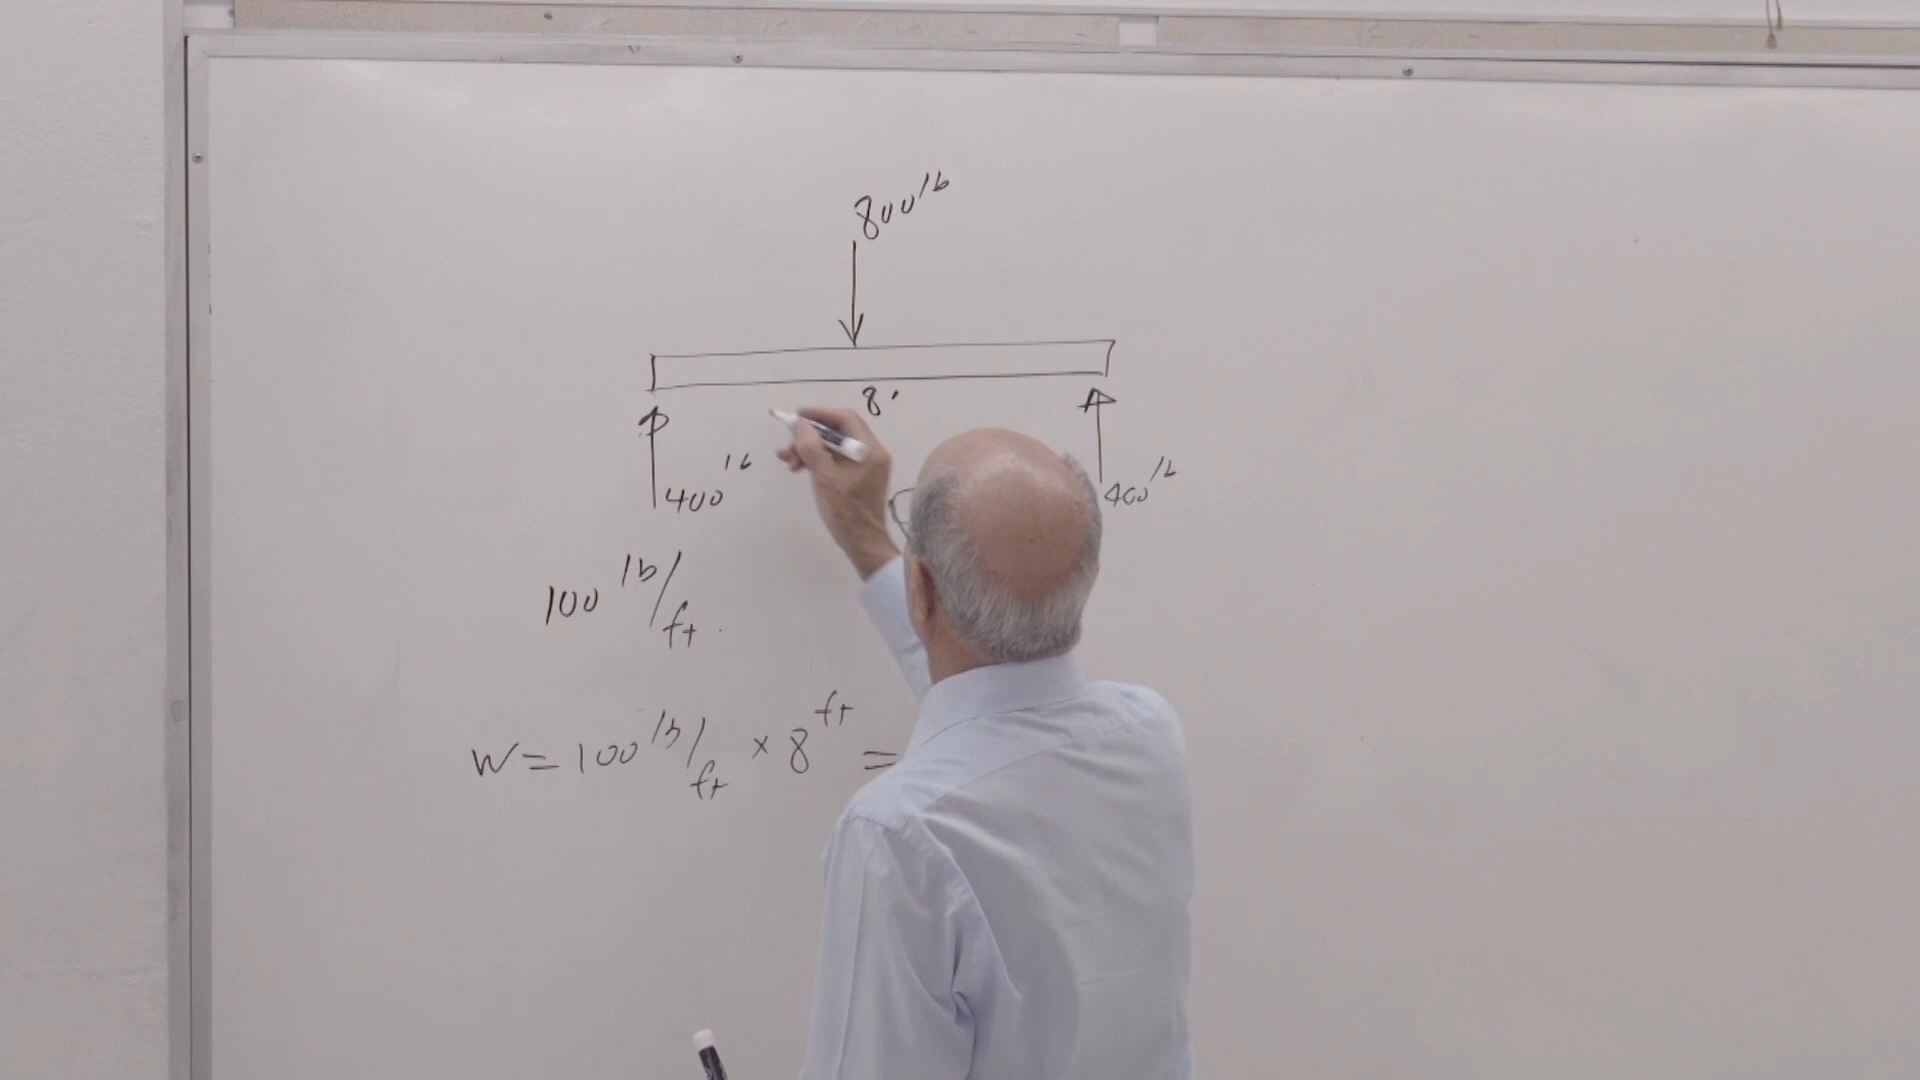 800 lb
8'
400 lb
400 lb
100 lb/ft
W = 100 lb/ft × 8 ft =